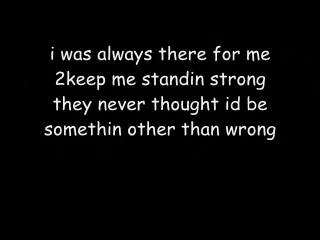 i was always there for me
2keep me standin strong
they never thought id be
somethin other than wrong